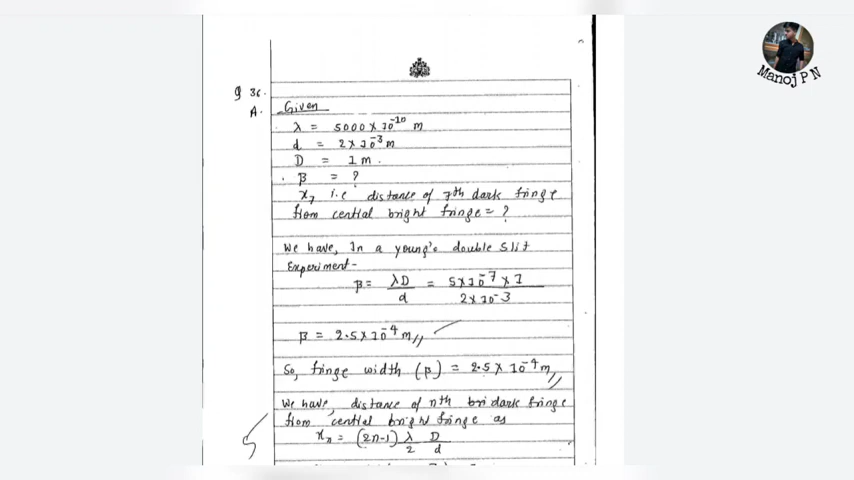 Manoj P N
Q 36.
A. Given
λ = 5000 × 10⁻¹⁰ m
d = 2 × 10⁻³ m
D = 1 m.
β = ?
x₇ i.e distance of 7th dark fringe
from central bright fringe = ?
We have, In a young's double slit
Experiment-
β = λD/d = 5×10⁻⁷ × 1 / 2×10⁻³
β = 2.5 × 10⁻⁴ m //
So, fringe width (β) = 2.5 × 10⁻⁴ m //
We have, distance of nth bri dark fringe
from central bright fringe as
5
xₙ = (2n-1) λ/2 D/d